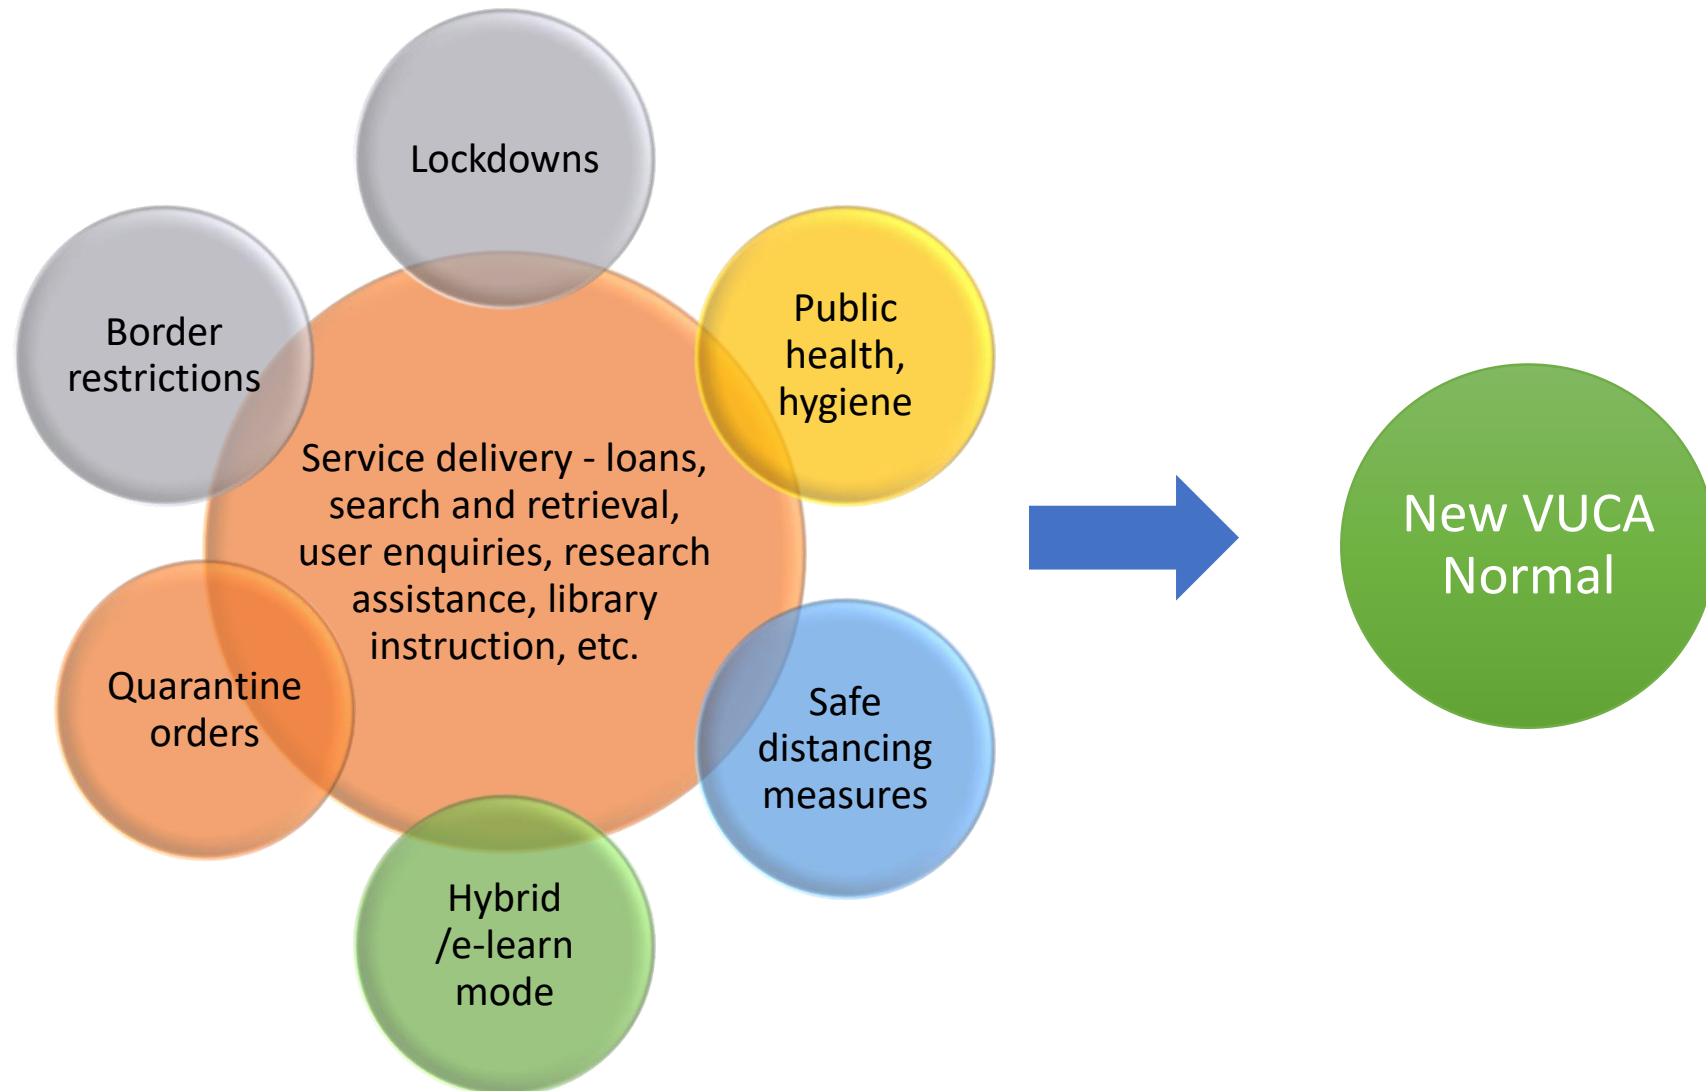 Lockdowns
Public
health,
hygiene
Border
restrictions
Service delivery - loans,
search and retrieval,
user enquiries, research
assistance, library
instruction, etc.
New VUCA
Normal
Quarantine
orders
Safe
distancing
measures
Hybrid
/e-learn
mode